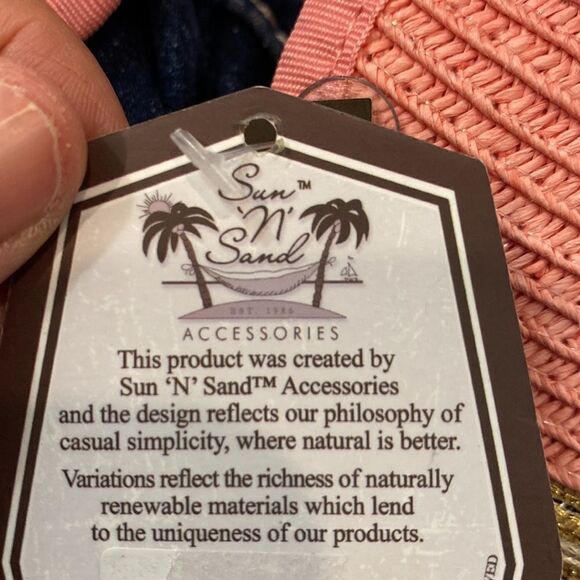 Sun™
'N'
Sand
EST. 1986
ACCESSORIES
This product was created by
Sun 'N' Sand™ Accessories
and the design reflects our philosophy of
casual simplicity, where natural is better.
Variations reflect the richness of naturally
renewable materials which lend
to the uniqueness of our products.